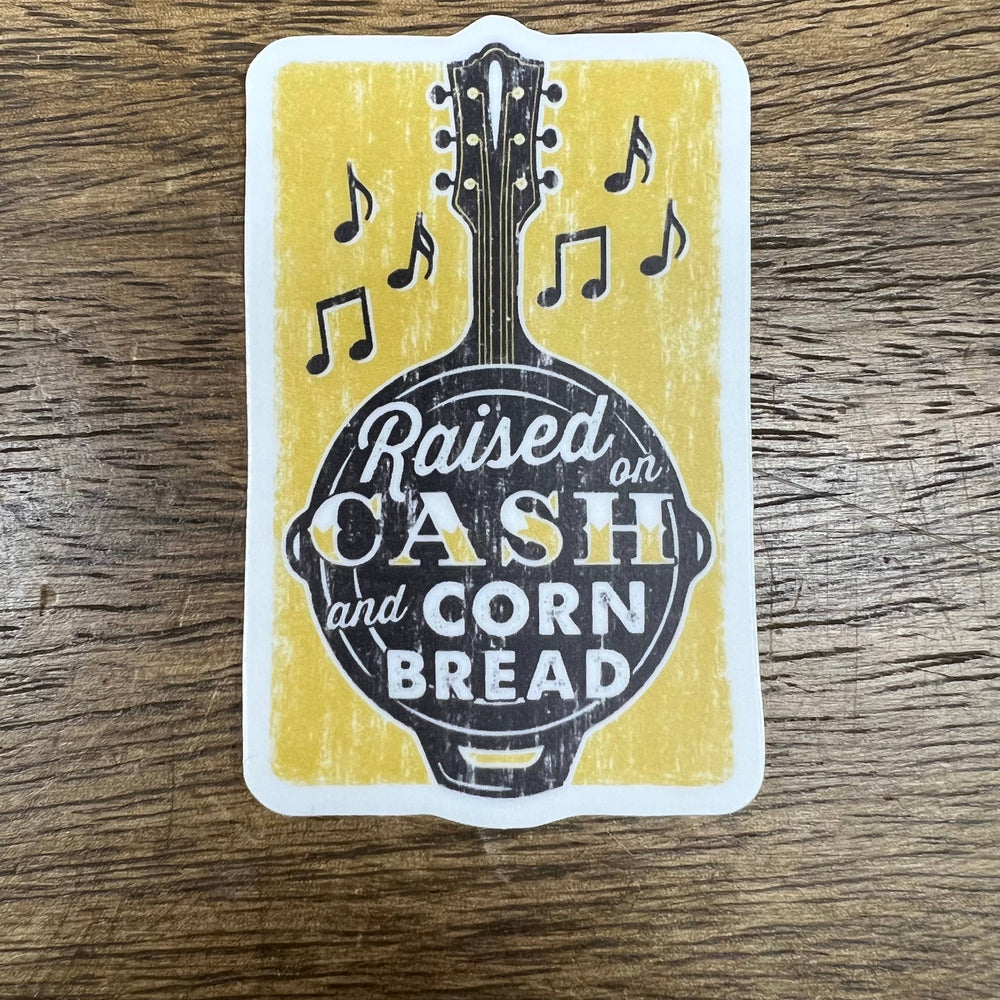 Raised on
CASH
and CORN
BREAD